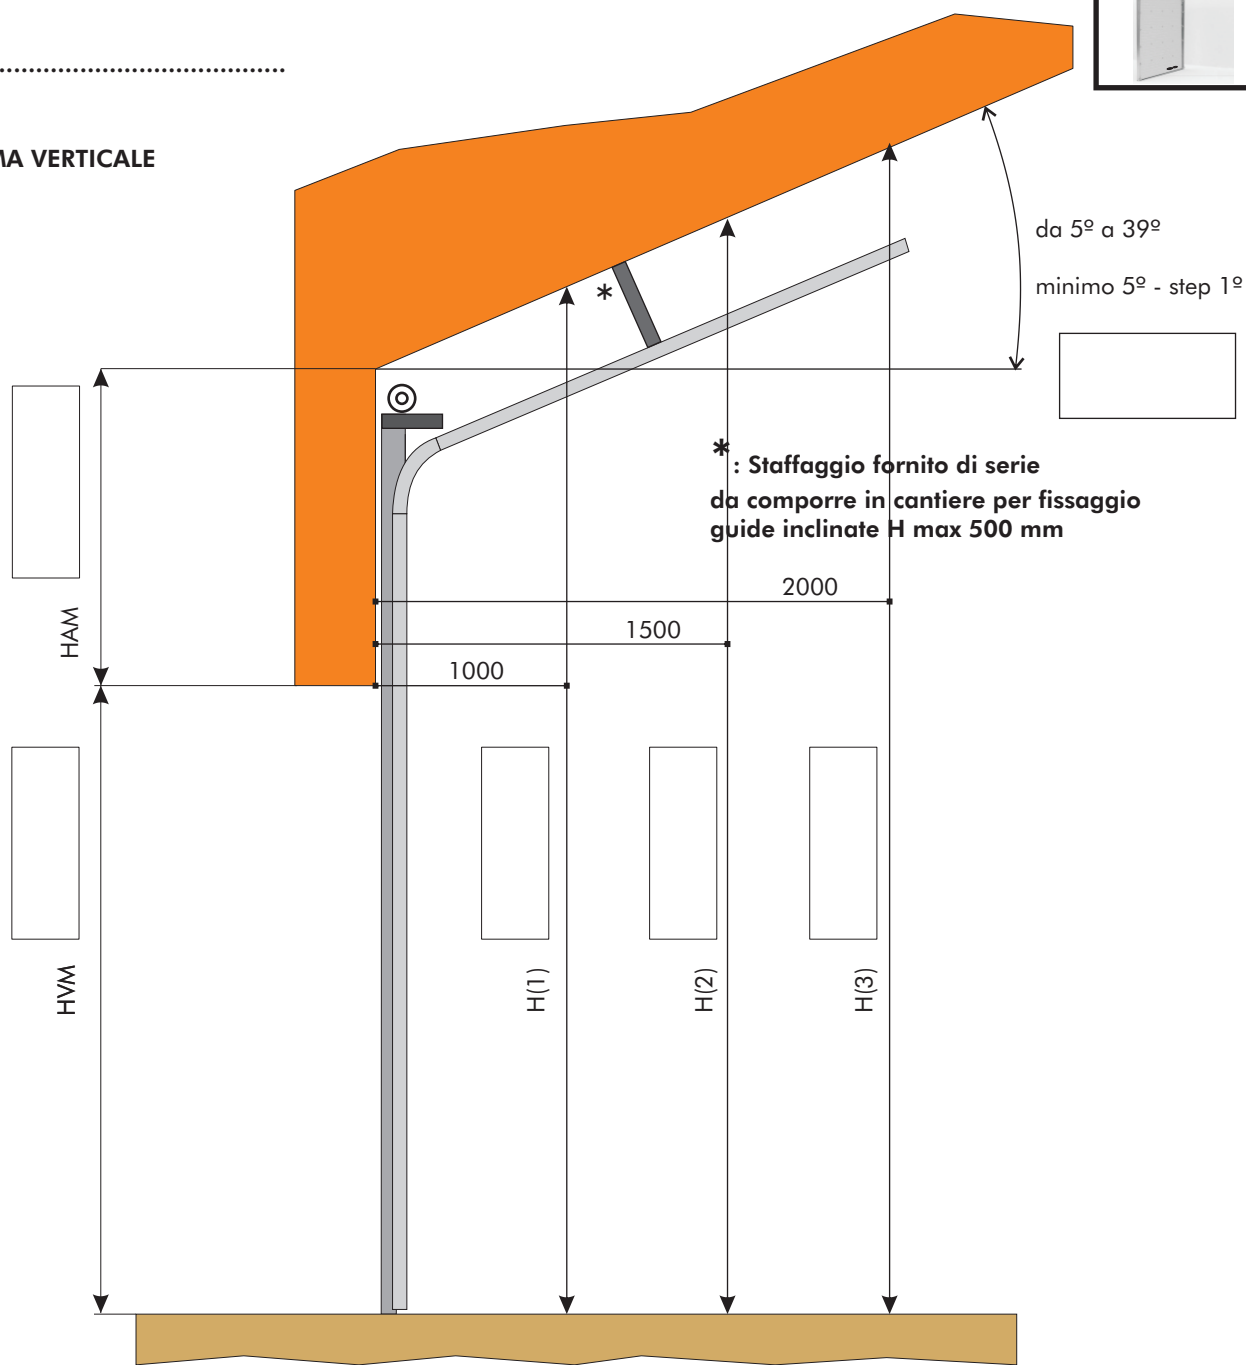 MA VERTICALE
da 5º a 39º
minimo 5º - step 1º
*
* : Staffaggio fornito di serie
da comporre in cantiere per fissaggio
guide inclinate H max 500 mm
2000
1500
1000
HAM
HVM
H(1)
H(2)
H(3)